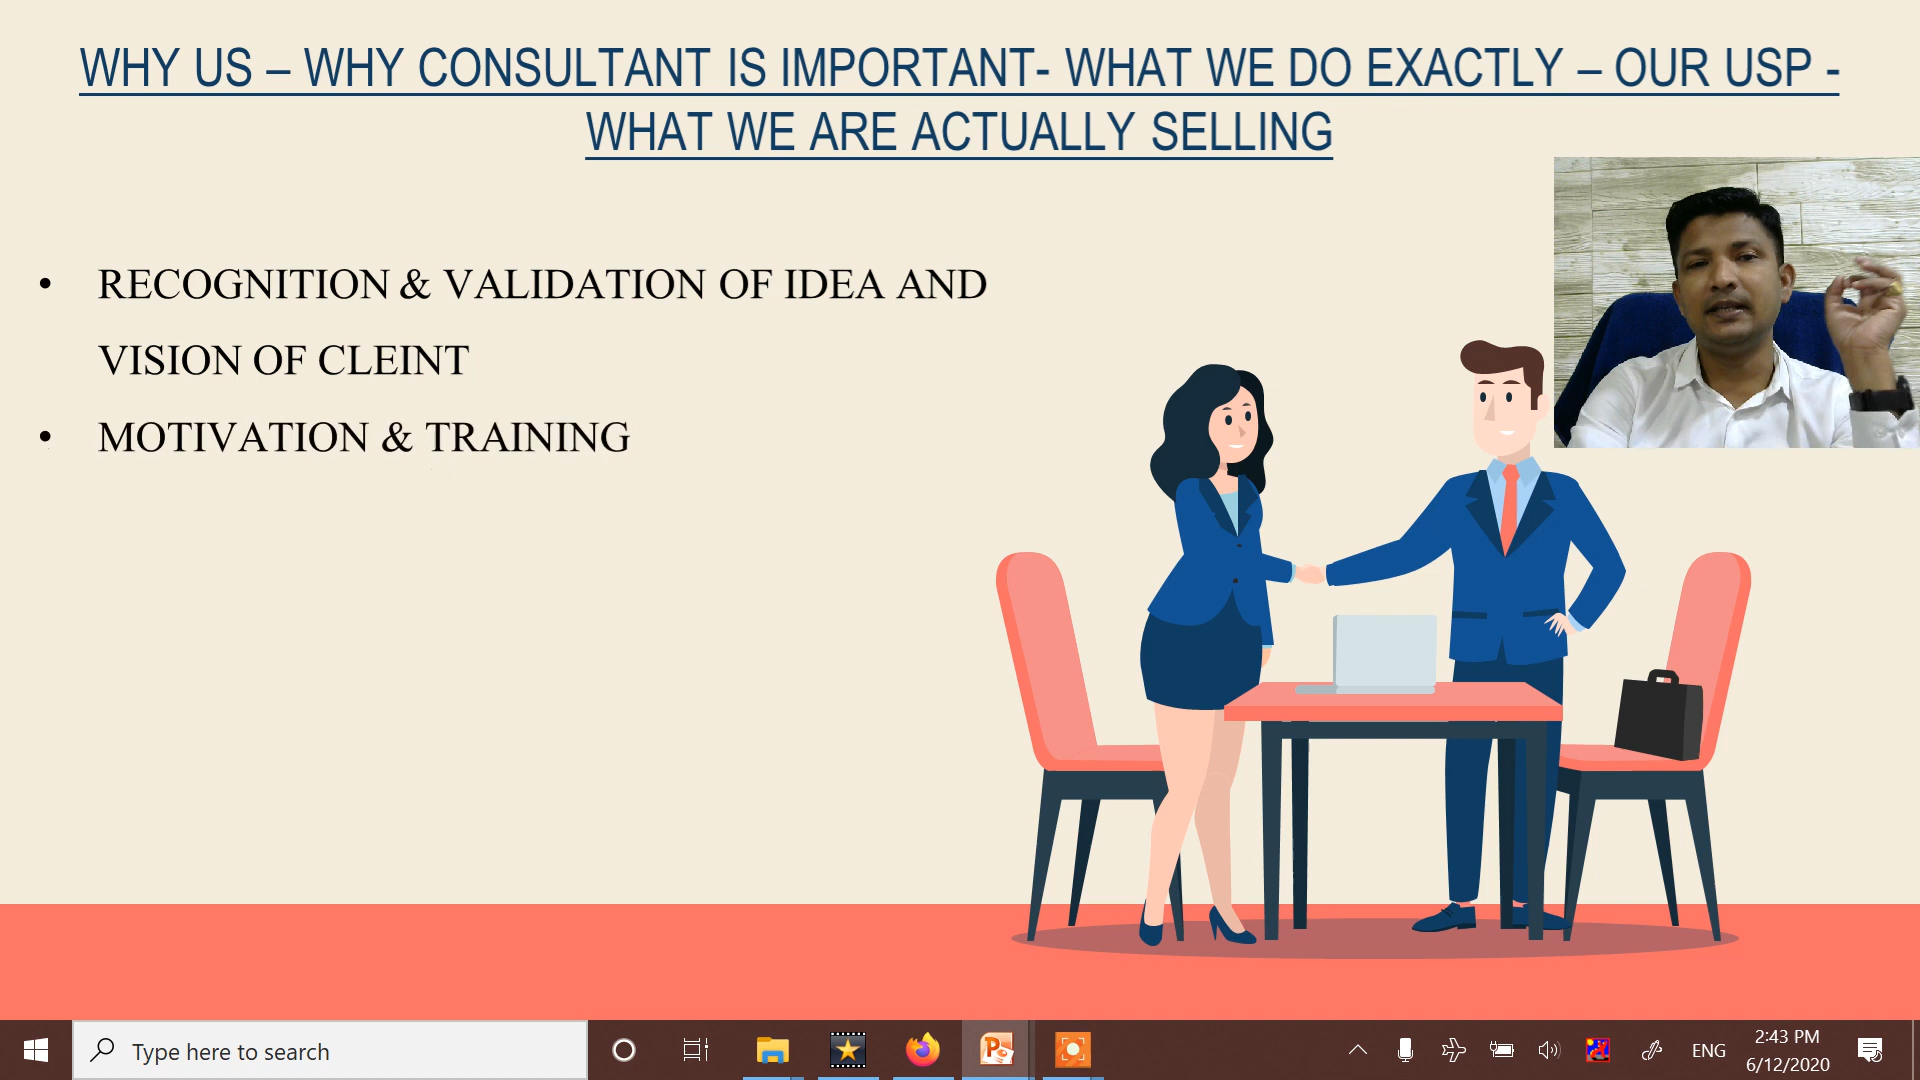 WHY US – WHY CONSULTANT IS IMPORTANT- WHAT WE DO EXACTLY – OUR USP -
WHAT WE ARE ACTUALLY SELLING
• RECOGNITION & VALIDATION OF IDEA AND
VISION OF CLEINT
• MOTIVATION & TRAINING
Type here to search
ENG
2:43 PM
6/12/2020